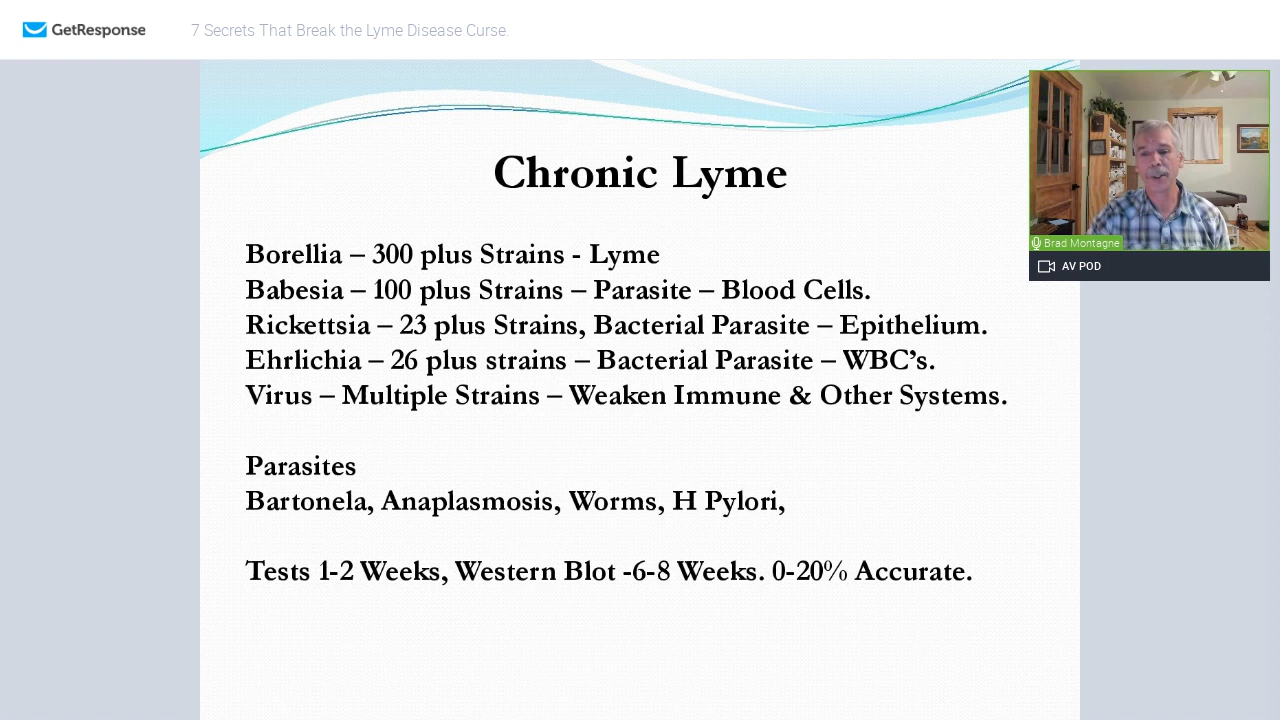 GetResponse
7 Secrets That Break the Lyme Disease Curse.
Chronic Lyme
Borellia – 300 plus Strains - Lyme
Babesia – 100 plus Strains – Parasite – Blood Cells.
Rickettsia – 23 plus Strains, Bacterial Parasite – Epithelium.
Ehrlichia – 26 plus strains – Bacterial Parasite – WBC’s.
Virus – Multiple Strains – Weaken Immune & Other Systems.
Parasites
Bartonela, Anaplasmosis, Worms, H Pylori,
Tests 1-2 Weeks, Western Blot -6-8 Weeks. 0-20% Accurate.
Brad Montagne
AV POD